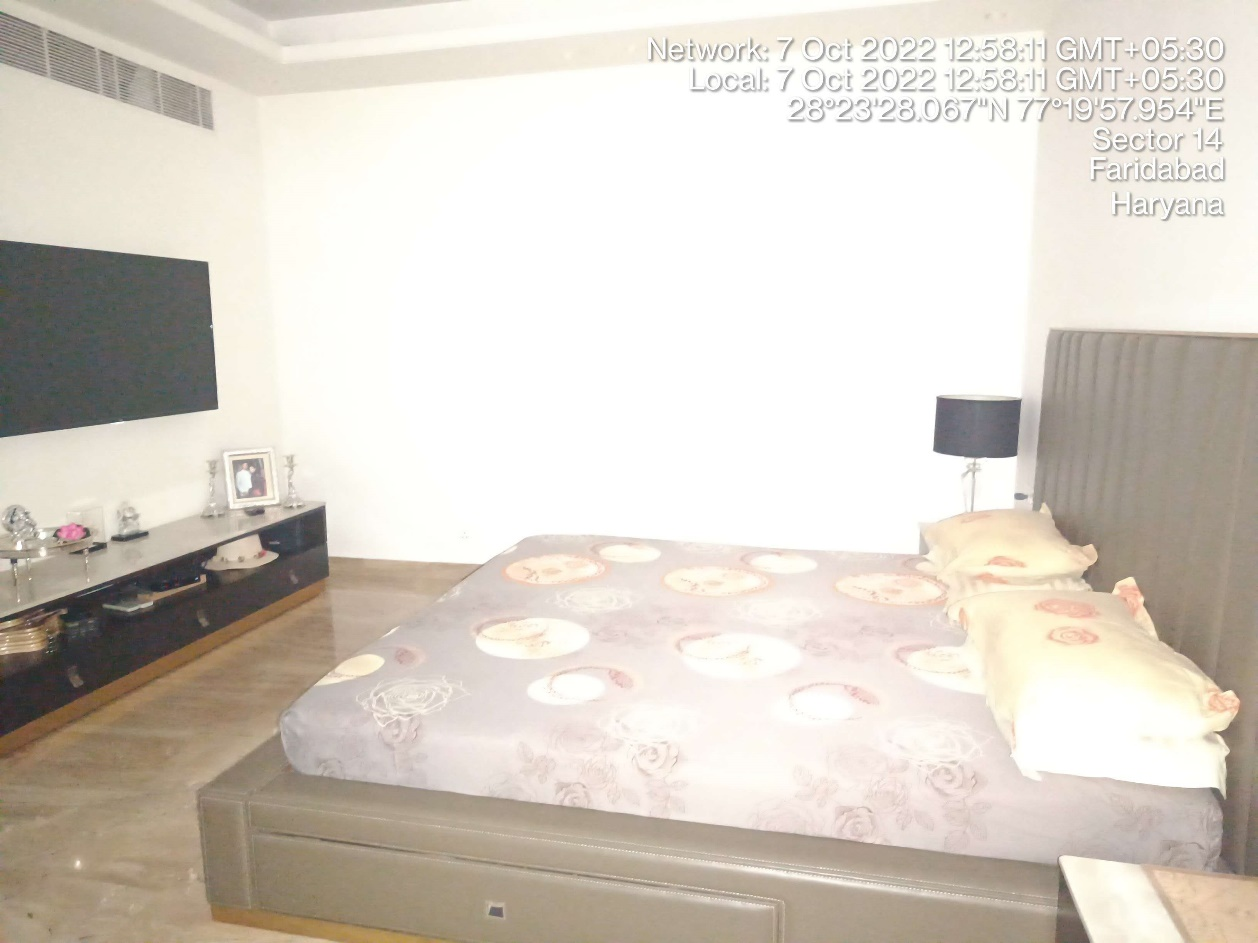 Network: 7 Oct 2022 12:58:11 GMT+05:30
Local: 7 Oct 2022 12:58:11 GMT+05:30
28°23'28.067"N 77°19'57.954"E
Sector 14
Faridabad
Haryana